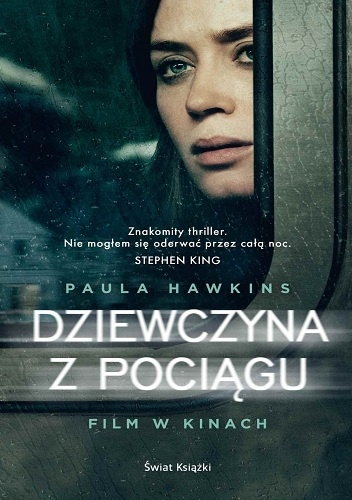 Znakomity thriller.
Nie mogłem się oderwać przez całą noc.
STEPHEN KING
PAULA HAWKINS
DZIEWCZYNA
Z POCIĄGU
FILM W KINACH
Świat Książki